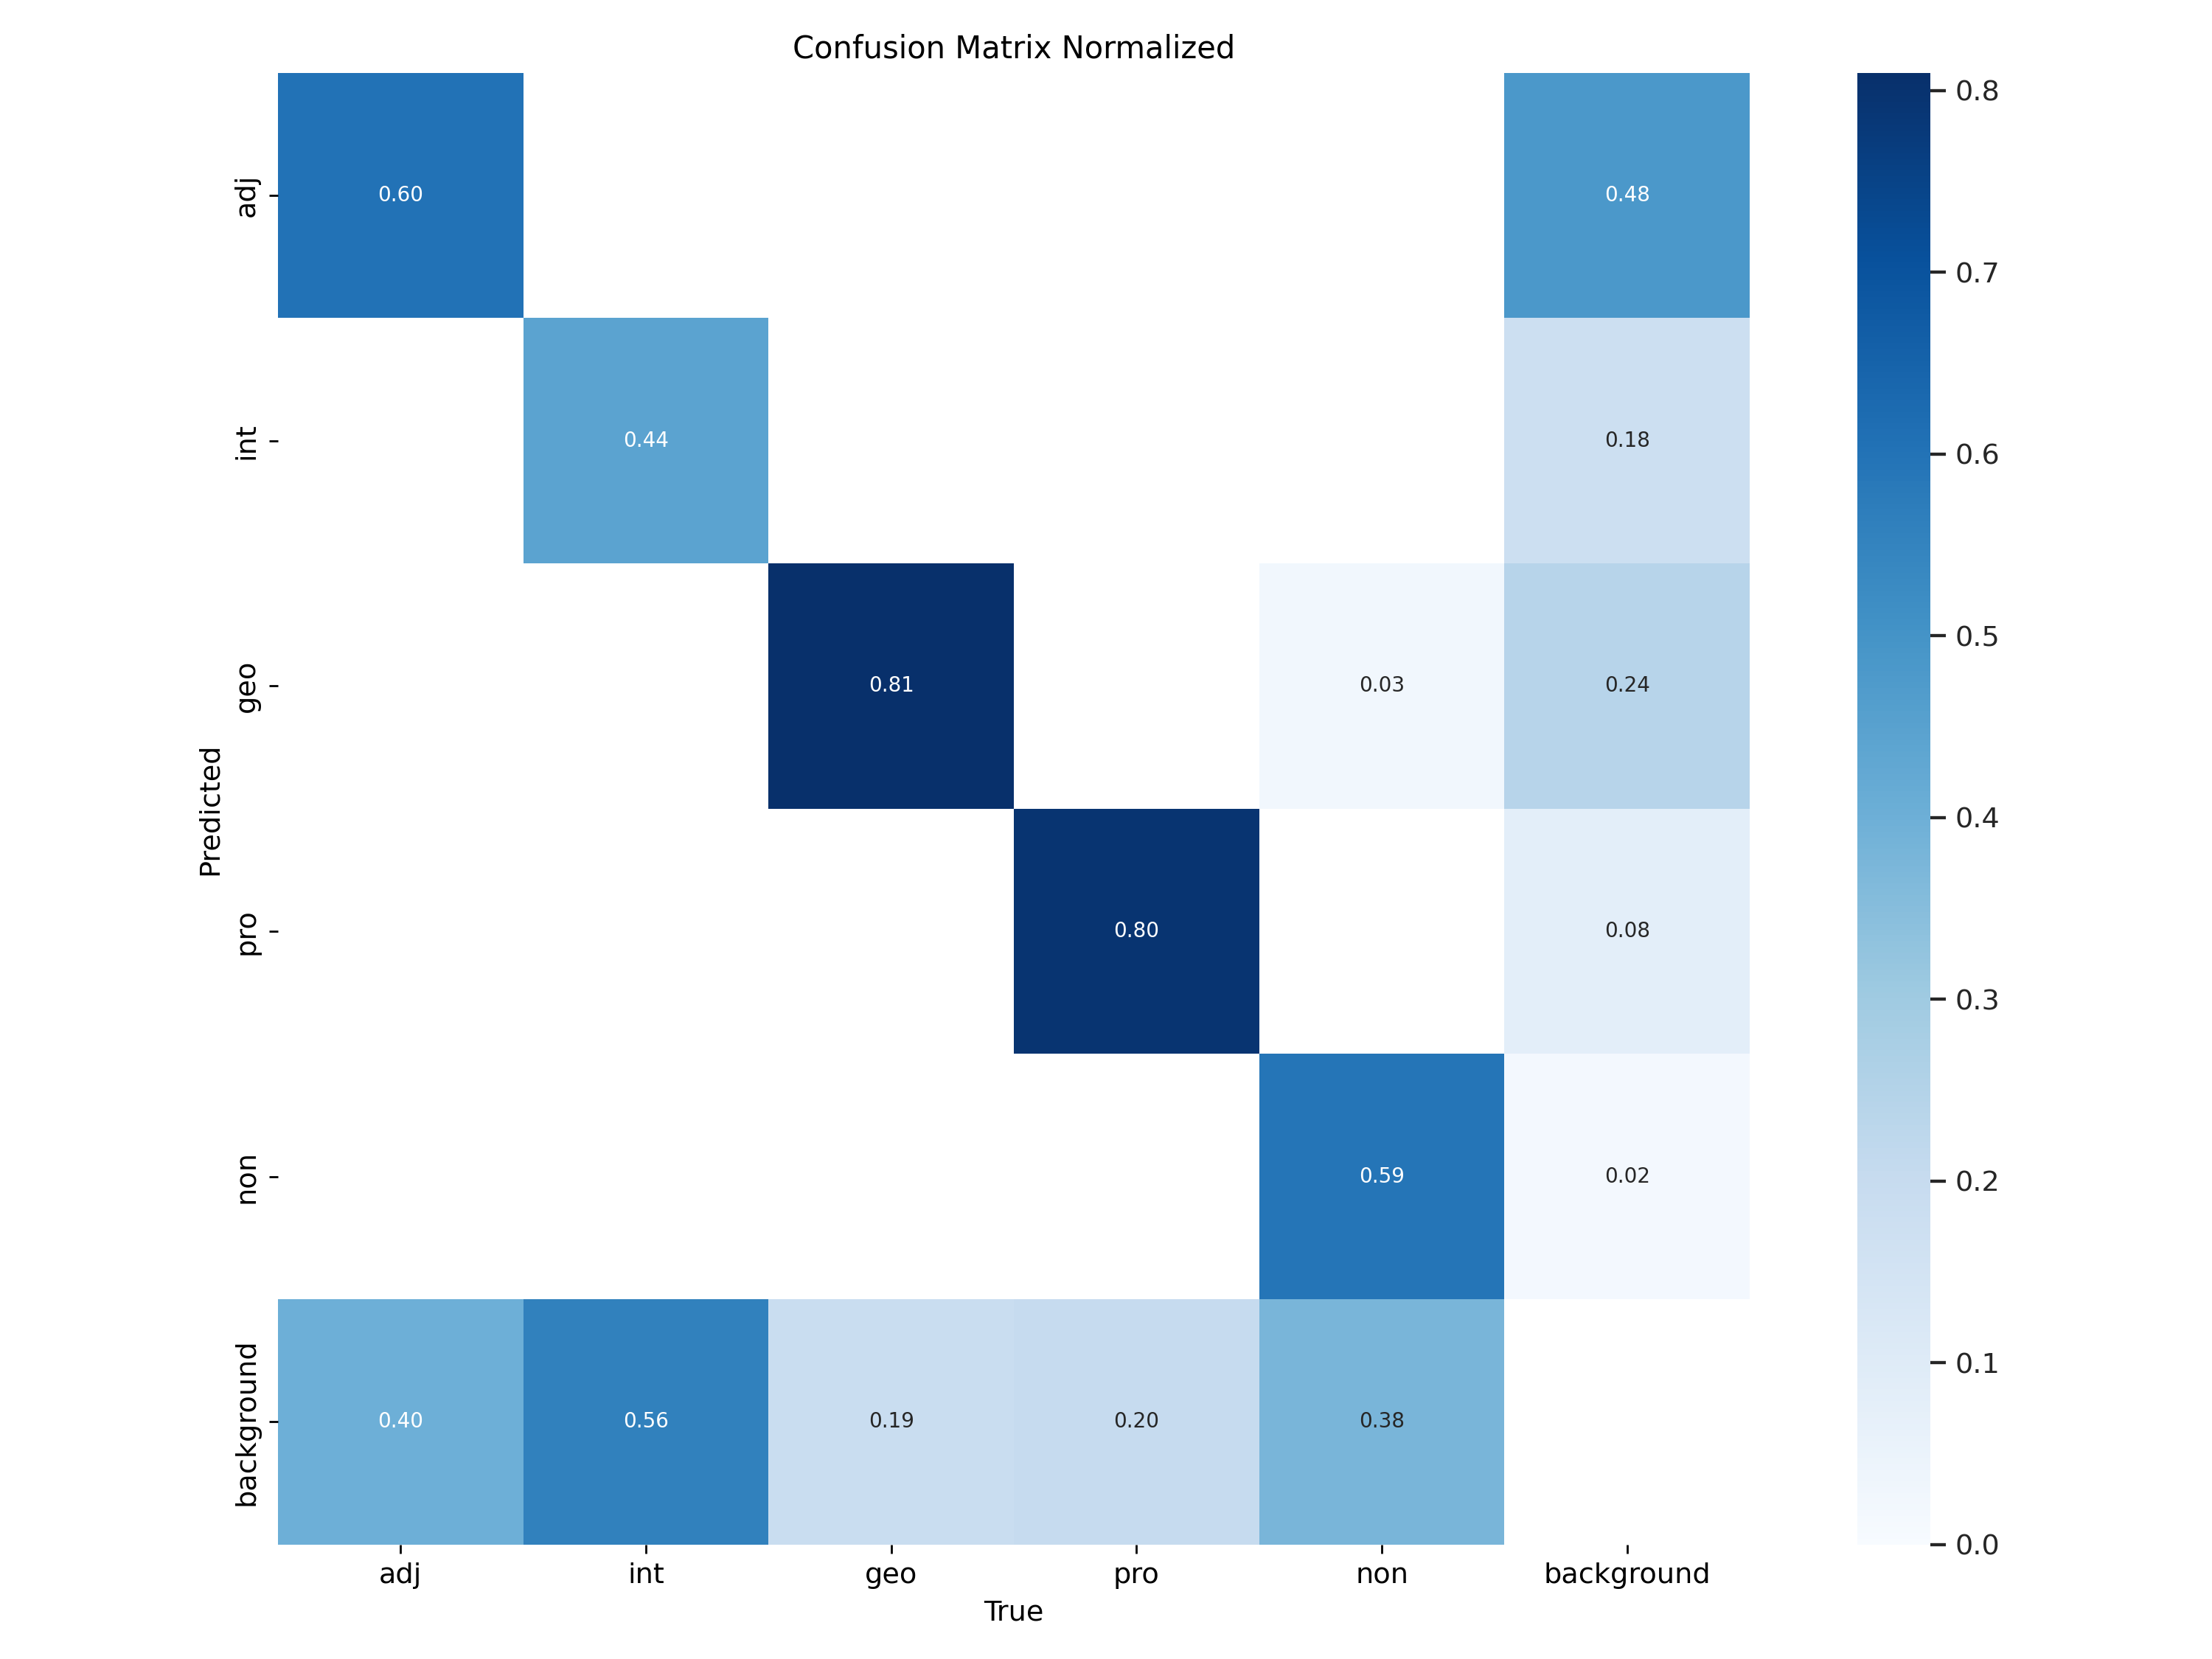 Confusion Matrix Normalized
adj
0.60
0.48
int
0.44
0.18
geo
0.81
0.03
0.24
pro
0.80
0.08
non
0.59
0.02
background
0.40
0.56
0.19
0.20
0.38
Predicted
adj
int
geo
pro
non
background
True
0.8
0.7
0.6
0.5
0.4
0.3
0.2
0.1
0.0